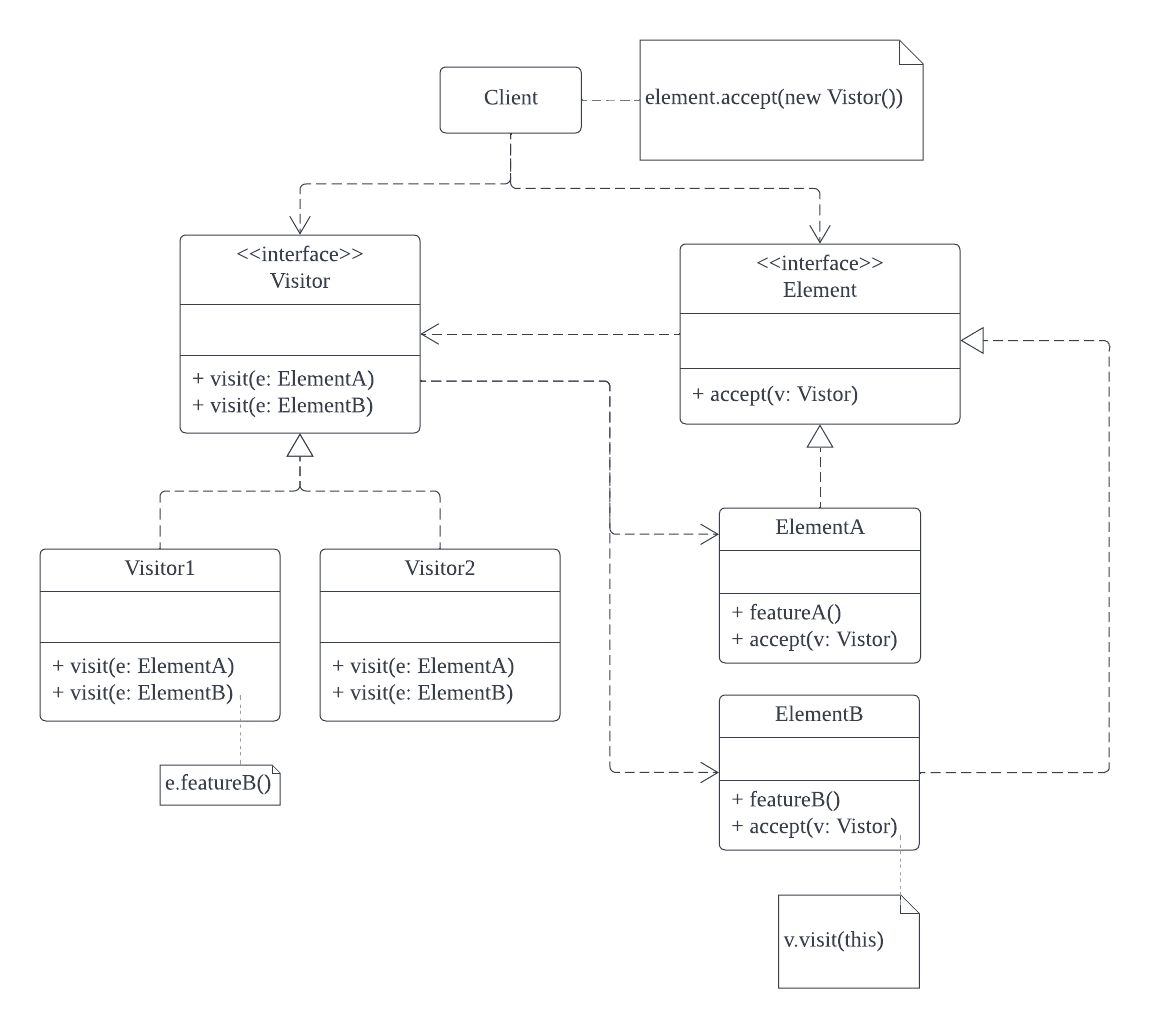 Client
element.accept(new Vistor())
<<interface>>
Visitor
+ visit(e: ElementA)
+ visit(e: ElementB)
<<interface>>
Element
+ accept(v: Vistor)
Visitor1
+ visit(e: ElementA)
+ visit(e: ElementB)
e.featureB()
Visitor2
+ visit(e: ElementA)
+ visit(e: ElementB)
ElementA
+ featureA()
+ accept(v: Vistor)
ElementB
+ featureB()
+ accept(v: Vistor)
v.visit(this)